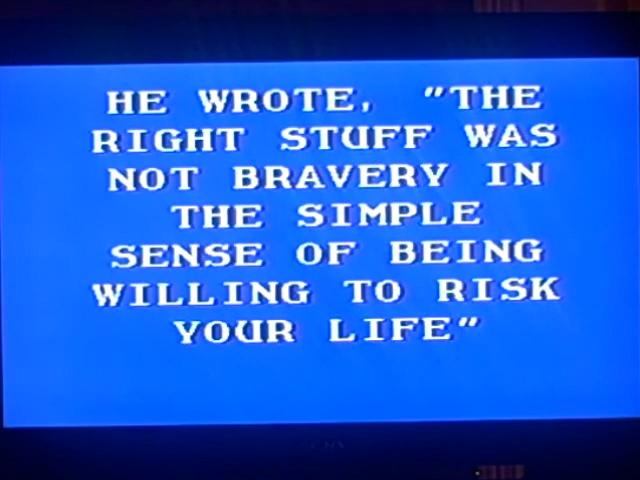 HE WROTE, "THE
RIGHT STUFF WAS
NOT BRAVERY IN
THE SIMPLE
SENSE OF BEING
WILLING TO RISK
YOUR LIFE"